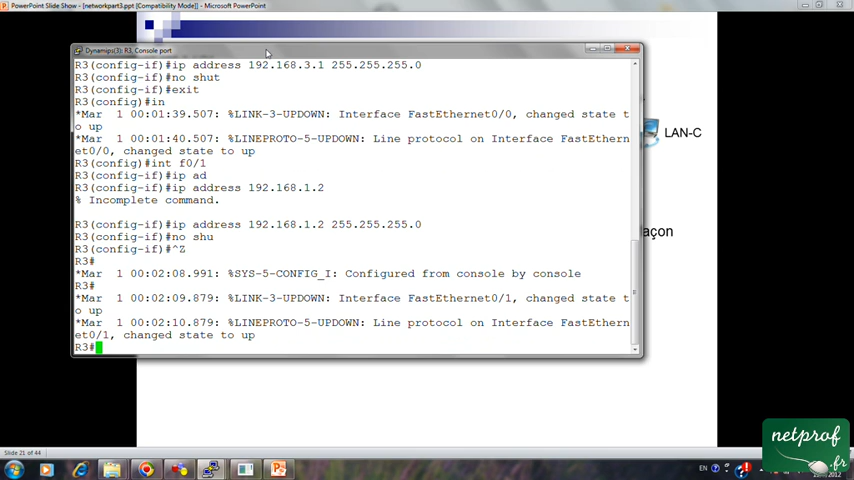 PowerPoint Slide Show - [networkpart3.ppt [Compatibility Mode]] - Microsoft PowerPoint
Dynamips(3): R3, Console port
R3(config-if)#ip address 192.168.3.1 255.255.255.0
R3(config-if)#no shut
R3(config-if)#exit
R3(config)#in
*Mar  1 00:01:39.507: %LINK-3-UPDOWN: Interface FastEthernet0/0, changed state t
o up
*Mar  1 00:01:40.507: %LINEPROTO-5-UPDOWN: Line protocol on Interface FastEthern
et0/0, changed state to up
R3(config)#int f0/1
R3(config-if)#ip ad
R3(config-if)#ip address 192.168.1.2
% Incomplete command.
R3(config-if)#ip address 192.168.1.2 255.255.255.0
R3(config-if)#no shu
R3(config-if)#^Z
R3#
*Mar  1 00:02:08.991: %SYS-5-CONFIG_I: Configured from console by console
R3#
*Mar  1 00:02:09.879: %LINK-3-UPDOWN: Interface FastEthernet0/1, changed state t
o up
*Mar  1 00:02:10.879: %LINEPROTO-5-UPDOWN: Line protocol on Interface FastEthern
et0/1, changed state to up
R3#
LAN-C
açon
Slide 21 of 44
EN
netprof
.fr